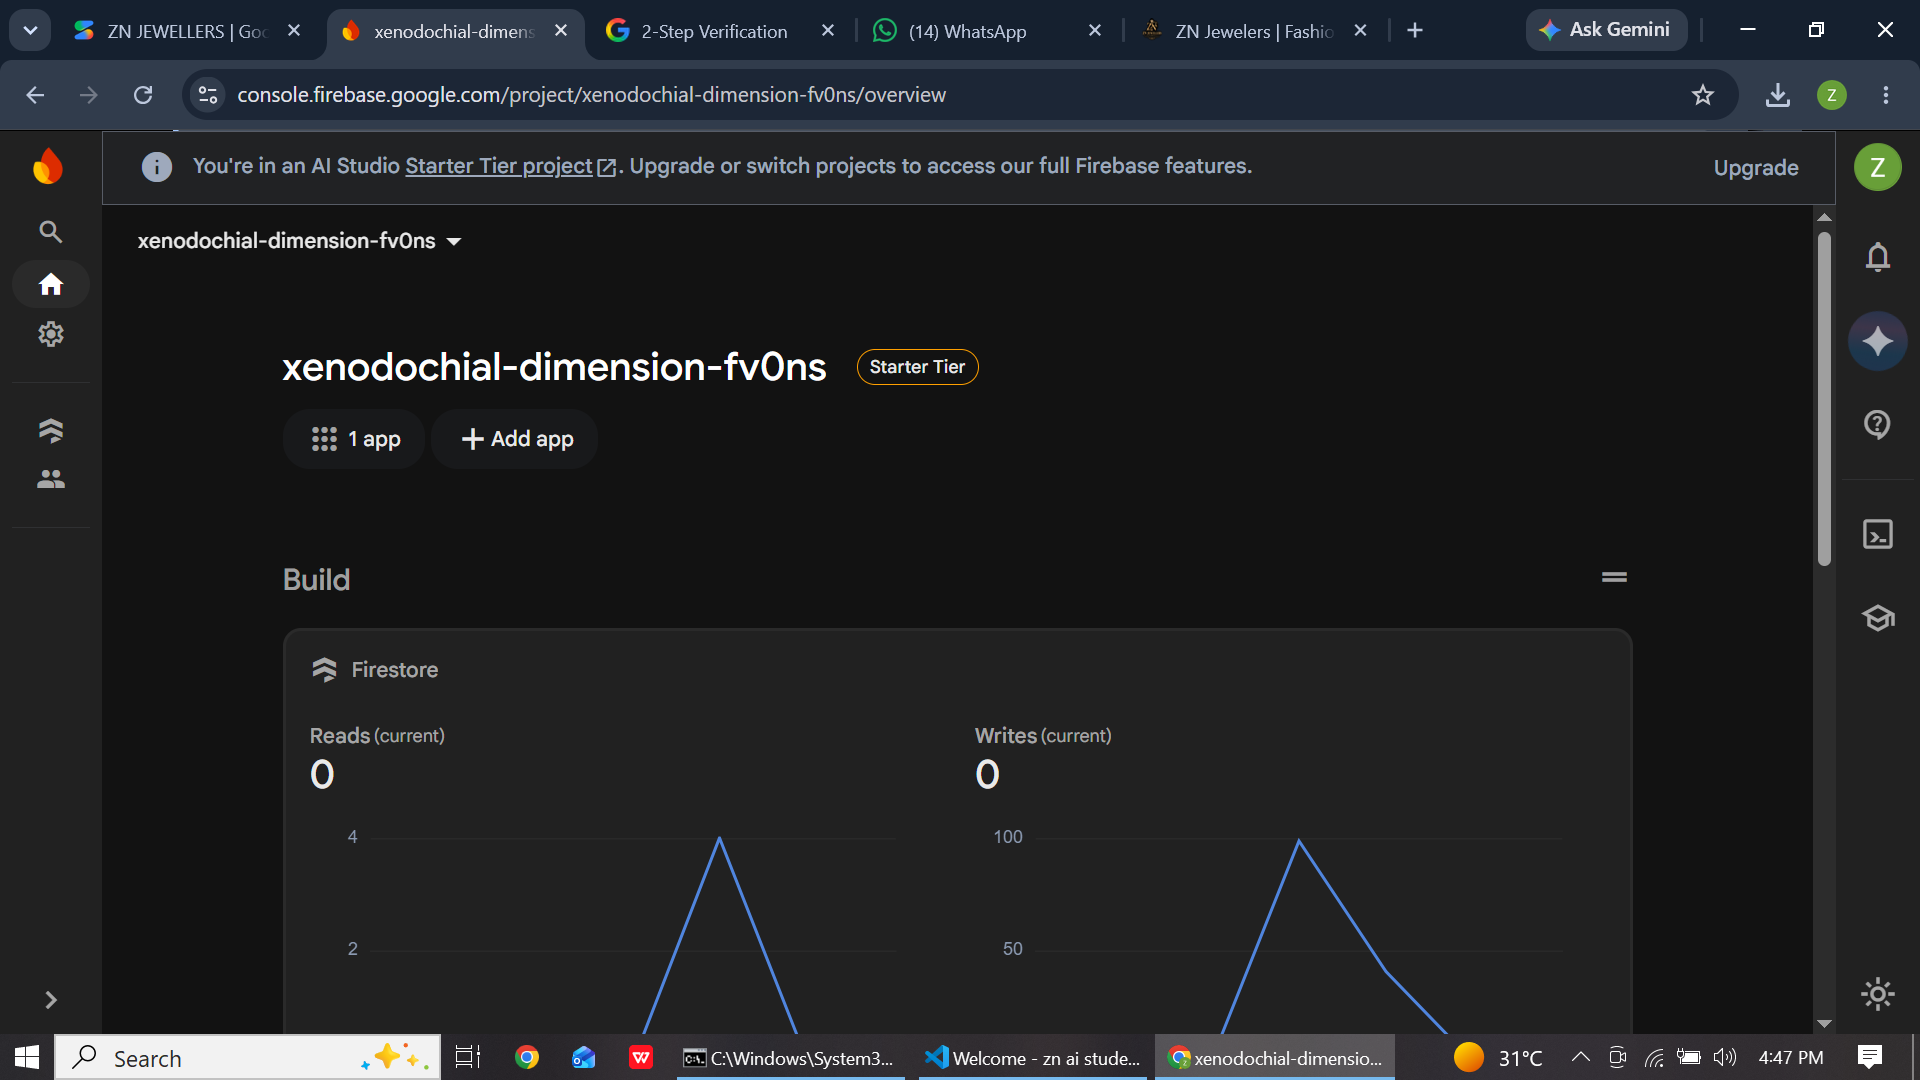 ZN JEWELLERS | Goo
xenodochial-dimens
2-Step Verification
(14) WhatsApp
ZN Jewelers | Fashio
Ask Gemini
console.firebase.google.com/project/xenodochial-dimension-fv0ns/overview
Z
You're in an AI Studio Starter Tier project. Upgrade or switch projects to access our full Firebase features.
Upgrade
Z
xenodochial-dimension-fv0ns
xenodochial-dimension-fv0ns
Starter Tier
1 app
Add app
Build
Firestore
Reads (current)
0
Writes (current)
0
4
2
100
50
Search
C:\Windows\System3...
Welcome - zn ai stude...
xenodochial-dimensio...
31°C
4:47 PM